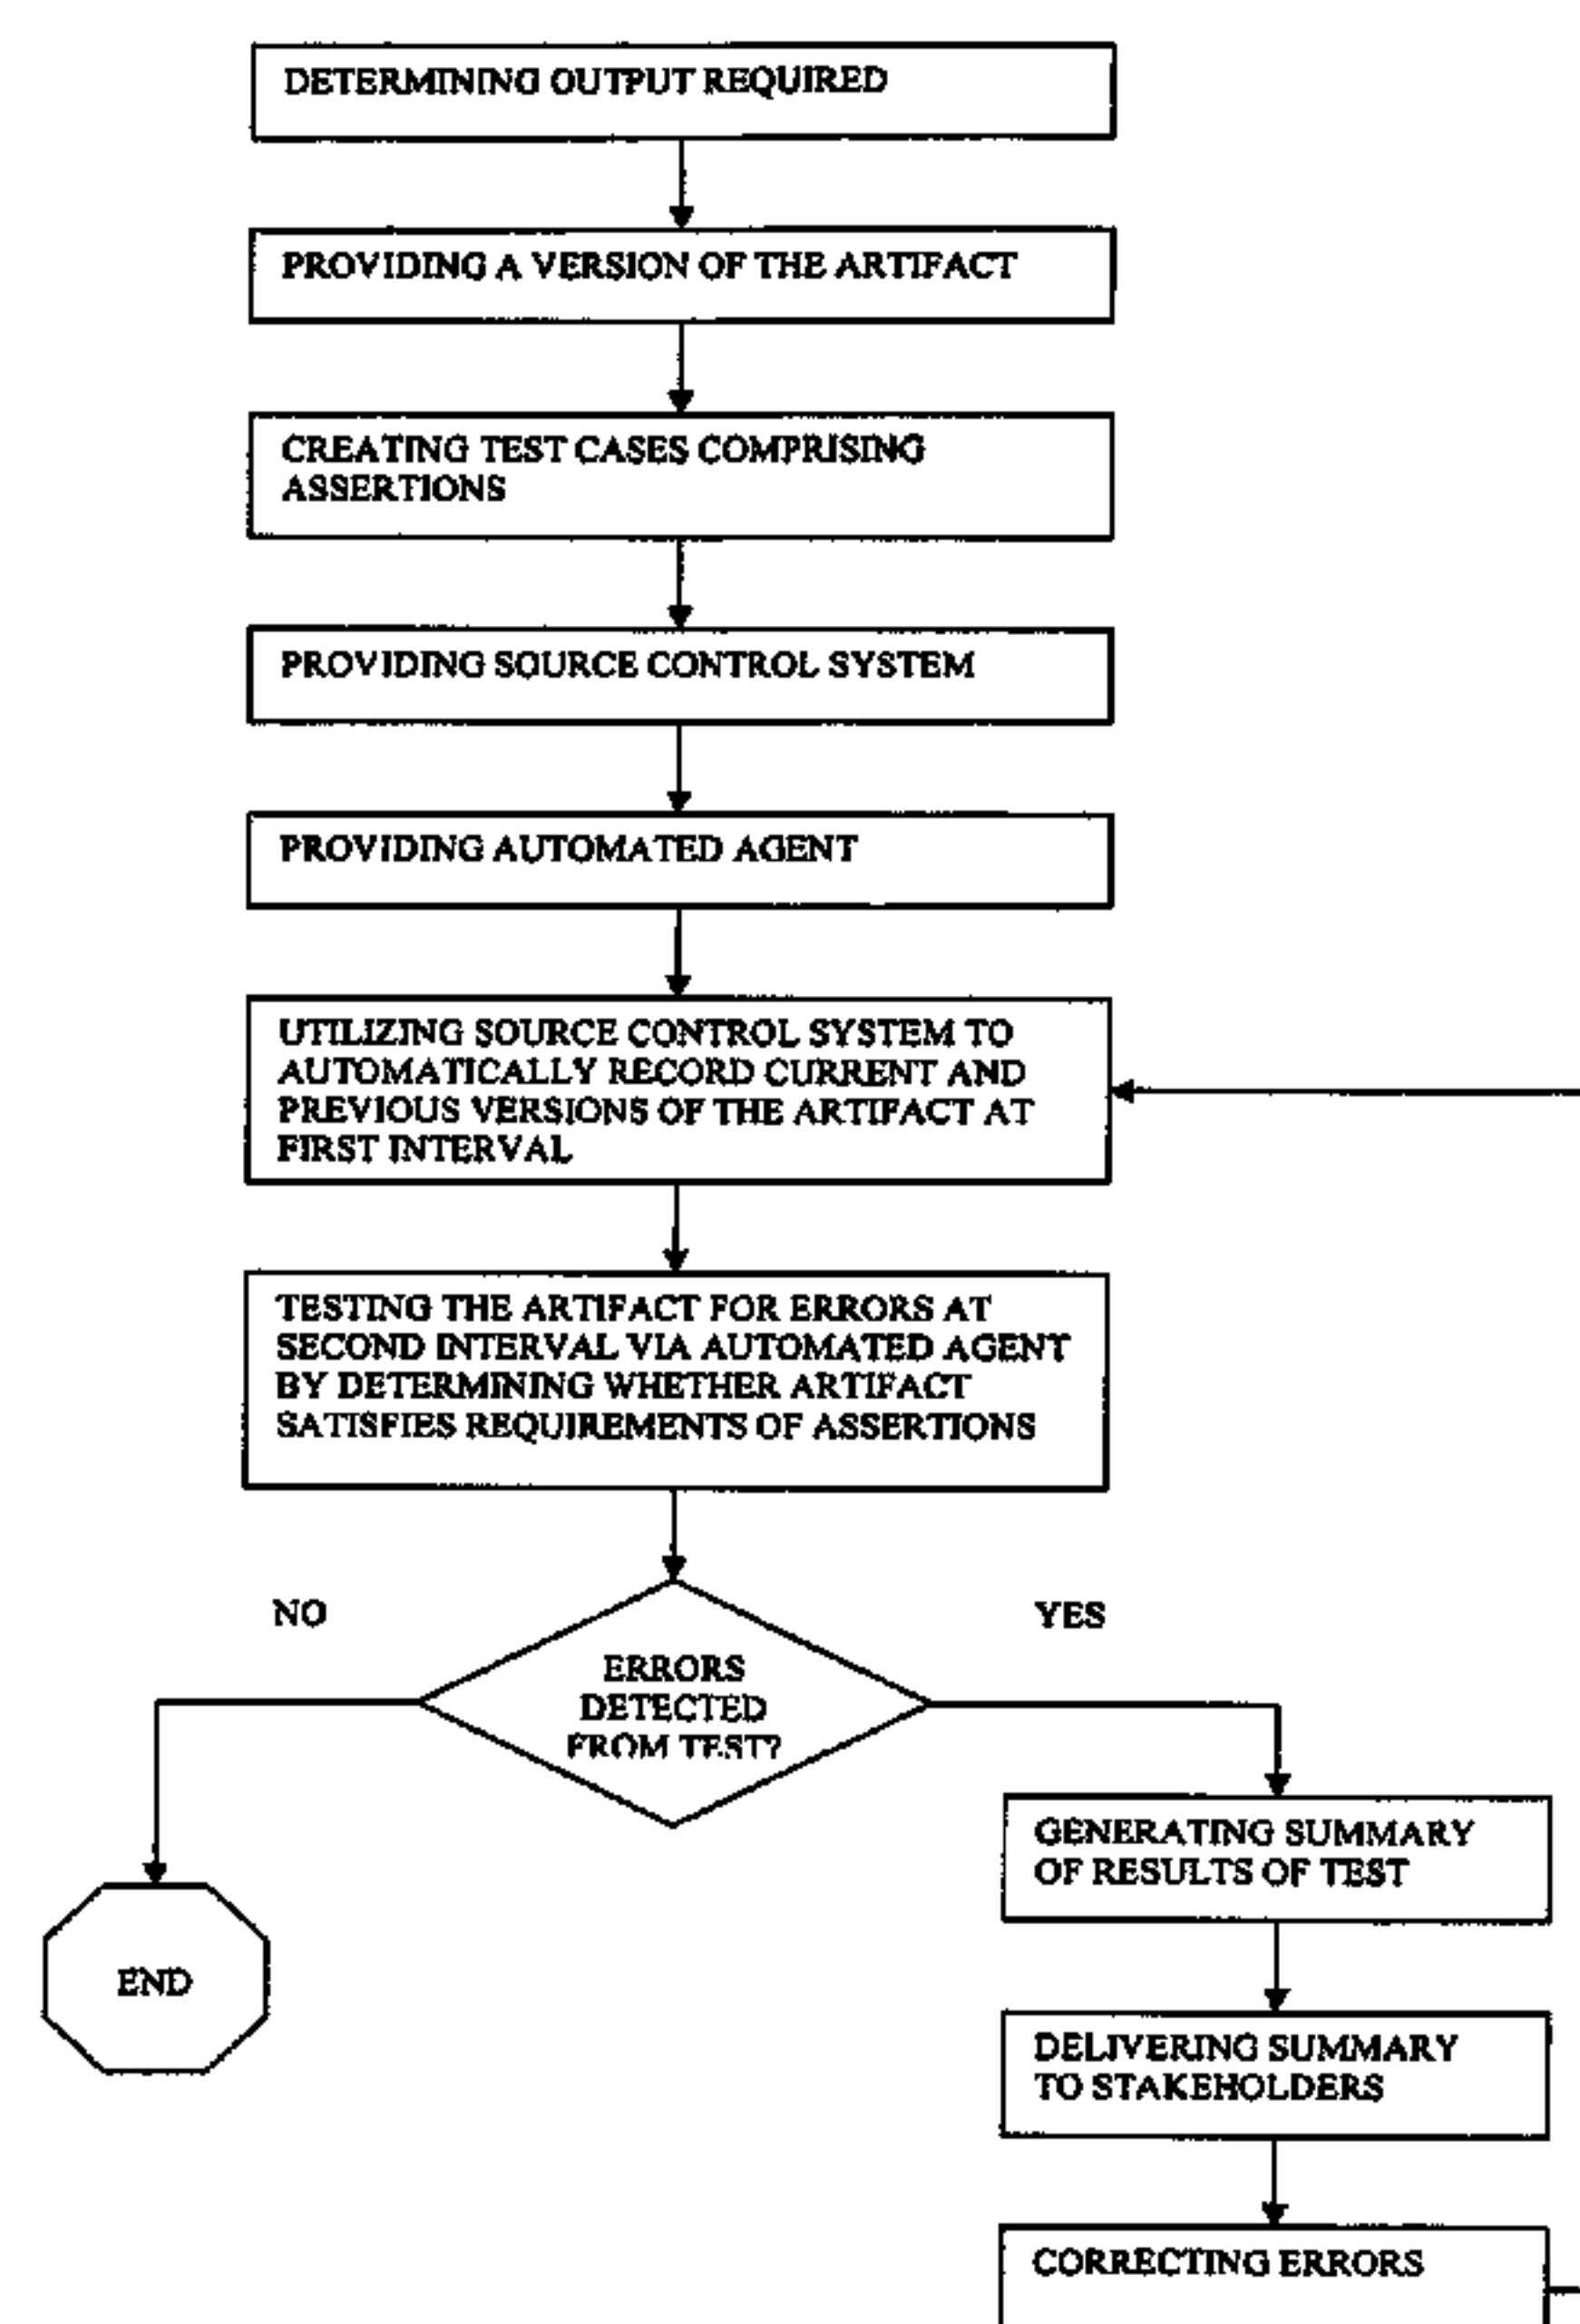 DETERMINING OUTPUT REQUIRED
PROVIDING A VERSION OF THE ARTIFACT
CREATING TEST CASES COMPRISING
ASSERTIONS
PROVIDING SOURCE CONTROL SYSTEM
PROVIDING AUTOMATED AGENT
UTILIZING SOURCE CONTROL SYSTEM TO
AUTOMATICALLY RECORD CURRENT AND
PREVIOUS VERSIONS OF THE ARTIFACT AT
FIRST INTERVAL
TESTING THE ARTIFACT FOR ERRORS AT
SECOND INTERVAL VIA AUTOMATED AGENT
BY DETERMINING WHETHER ARTIFACT
SATISFIES REQUIREMENTS OF ASSERTIONS
NO
YES
ERRORS
DETECTED
FROM TEST?
GENERATING SUMMARY
OF RESULTS OF TEST
END
DELIVERING SUMMARY
TO STAKEHOLDERS
CORRECTING ERRORS